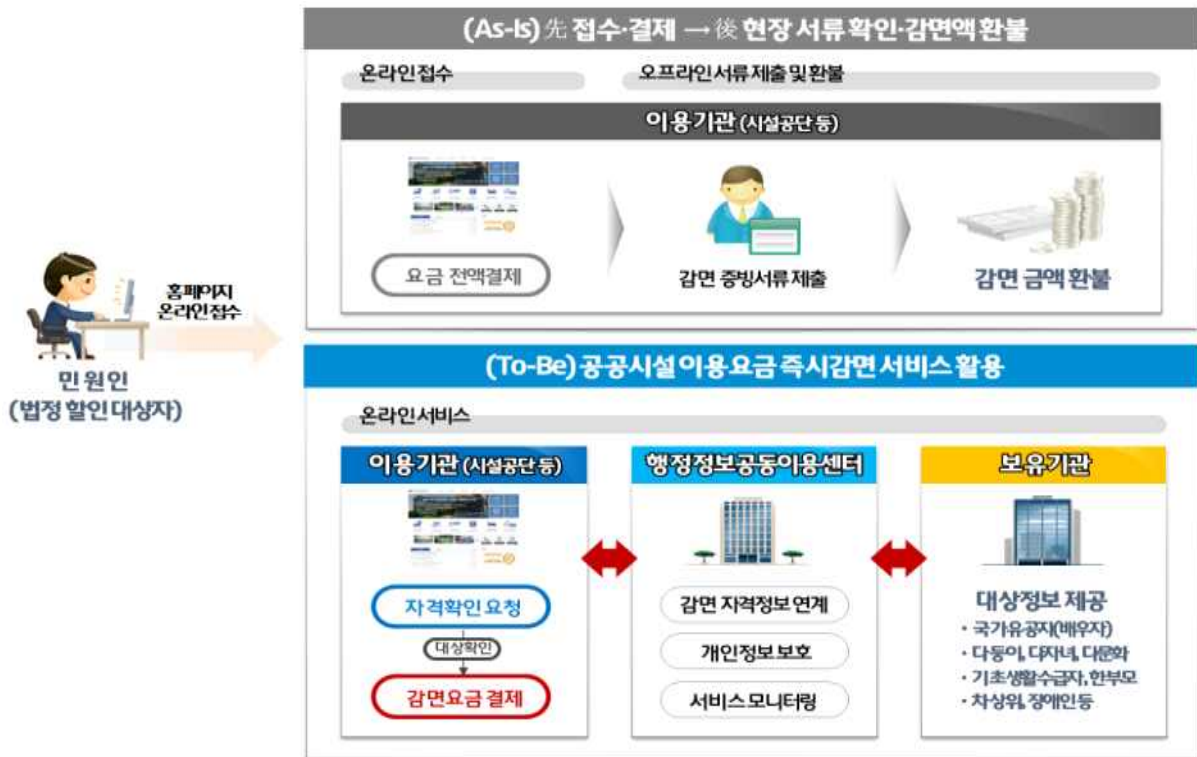 (As-Is) 先 접수·결제 → 後 현장 서류 확인·감면액 환불
온라인 접수
오프라인 서류 제출 및 환불
이용기관 (시설공단 등)
요금 전액결제
감면 증빙서류 제출
감면 금액 환불
홈페이지
온라인 접수
민원인
(법정 할인 대상자)
(To-Be) 공공시설 이용요금 즉시감면 서비스 활용
온라인 서비스
이용기관 (시설공단 등)
자격확인 요청
대상확인
감면요금 결제
행정정보공동이용센터
감면 자격정보 연계
개인정보 보호
서비스 모니터링
보유기관
대상정보 제공
· 국가유공자(배우자)
· 다둥이, 다자녀, 다문화
· 기초생활수급자, 한부모
· 차상위, 장애인 등